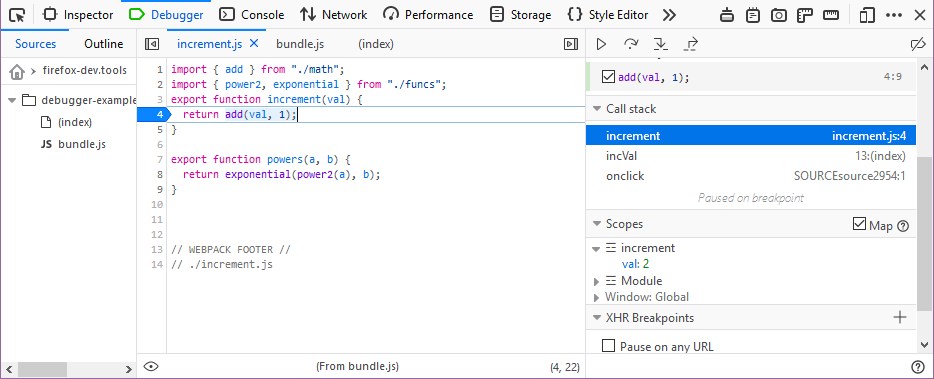 Inspector Debugger Console Network Performance Storage {} Style Editor >>
Sources Outline increment.js bundle.js (index)
firefox-dev.tools
debugger-example
(index)
JS bundle.js
1 import { add } from "./math";
2 import { power2, exponential } from "./funcs";
3 export function increment(val) {
4 return add(val, 1);
5 }
6
7 export function powers(a, b) {
8 return exponential(power2(a), b);
9 }
10
11
12
13 // WEBPACK FOOTER //
14 // ./increment.js
(From bundle.js) (4, 22)
add(val, 1); 4:9
Call stack
increment increment.js:4
incVal 13:(index)
onclick SOURCEsource2954:1
Paused on breakpoint
Scopes Map
increment
val: 2
Module
Window: Global
XHR Breakpoints
Pause on any URL